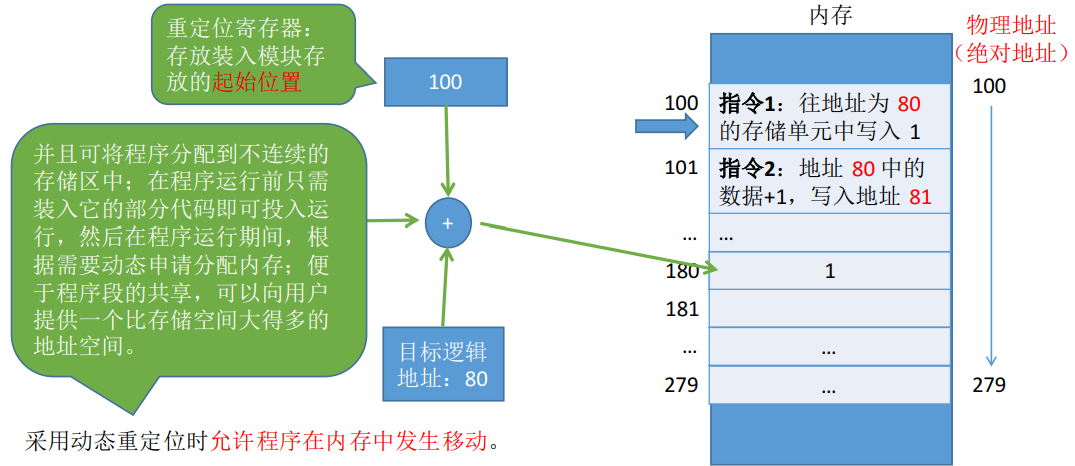 重定位寄存器：
存放装入模块存
放的起始位置
100
并且可将程序分配到不连续的
存储区中；在程序运行前只需
装入它的部分代码即可投入运
行，然后在程序运行期间，根
据需要动态申请分配内存；便
于程序段的共享，可以向用户
提供一个比存储空间大得多的
地址空间。
+
目标逻辑
地址：80
采用动态重定位时允许程序在内存中发生移动。
内存
物理地址
（绝对地址）
100
指令1：往地址为 80
的存储单元中写入 1
101
指令2：地址 80 中的
数据+1，写入地址 81
... ...
180 1
181
... ...
279 ...
100
279